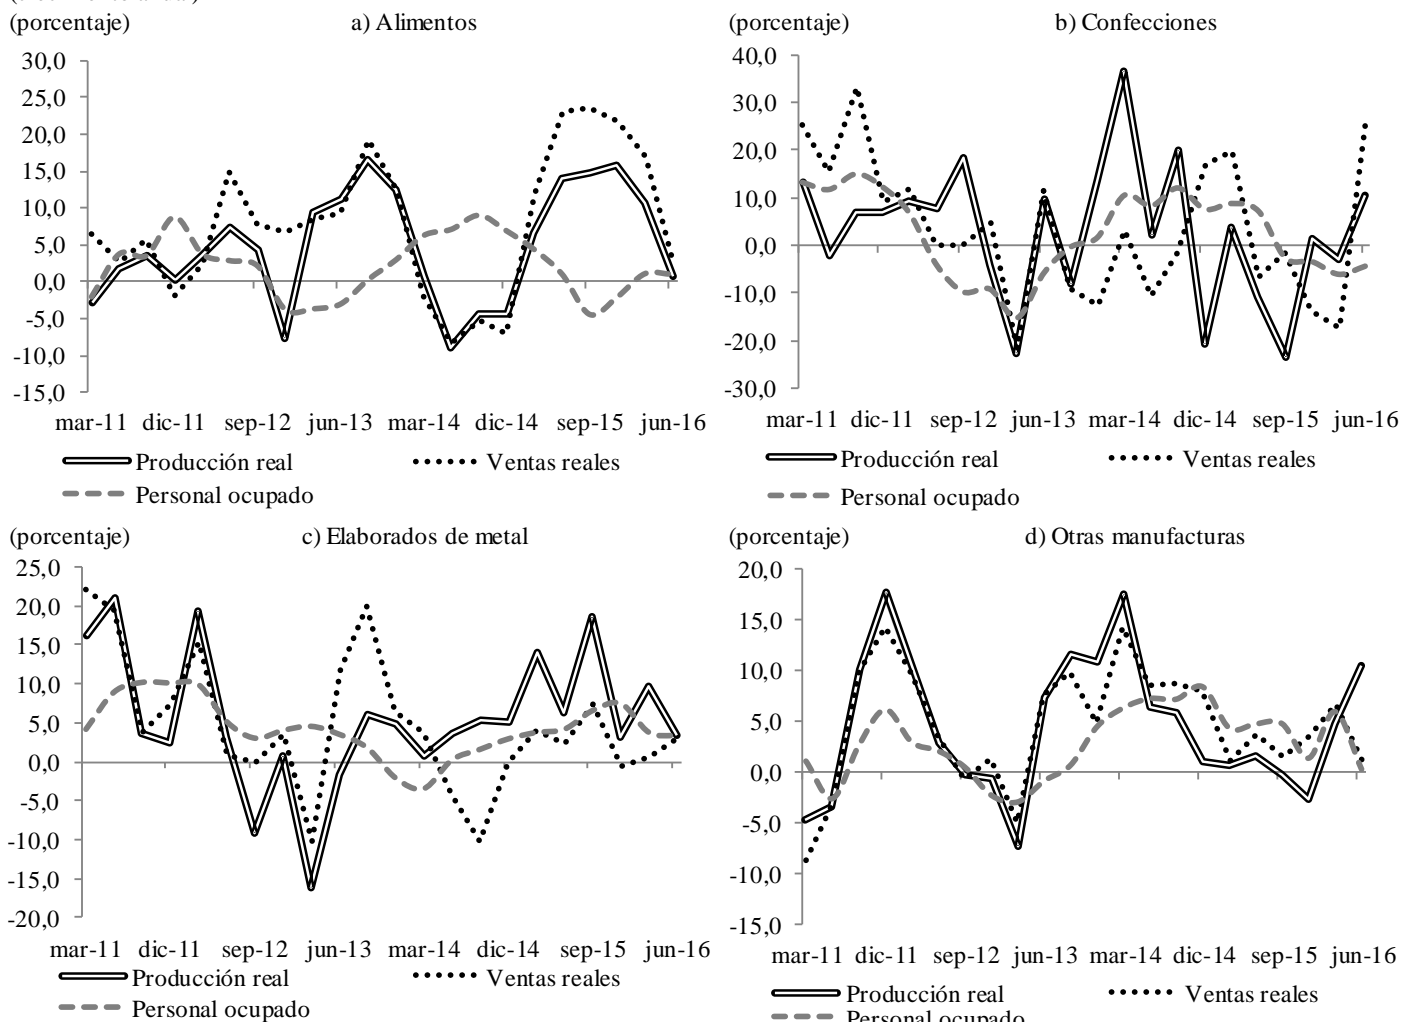 (porcentaje) a) Alimentos
30,0
25,0
20,0
15,0
10,0
5,0
0,0
-5,0
-10,0
-15,0
mar-11 dic-11 sep-12 jun-13 mar-14 dic-14 sep-15 jun-16
Producción real Ventas reales
Personal ocupado
(porcentaje) b) Confecciones
40,0
30,0
20,0
10,0
0,0
-10,0
-20,0
-30,0
mar-11 dic-11 sep-12 jun-13 mar-14 dic-14 sep-15 jun-16
Producción real Ventas reales
Personal ocupado
(porcentaje) c) Elaborados de metal
25,0
20,0
15,0
10,0
5,0
0,0
-5,0
-10,0
-15,0
-20,0
mar-11 dic-11 sep-12 jun-13 mar-14 dic-14 sep-15 jun-16
Producción real Ventas reales
Personal ocupado
(porcentaje) d) Otras manufacturas
20,0
15,0
10,0
5,0
0,0
-5,0
-10,0
-15,0
mar-11 dic-11 sep-12 jun-13 mar-14 dic-14 sep-15 jun-16
Producción real Ventas reales
Personal ocupado